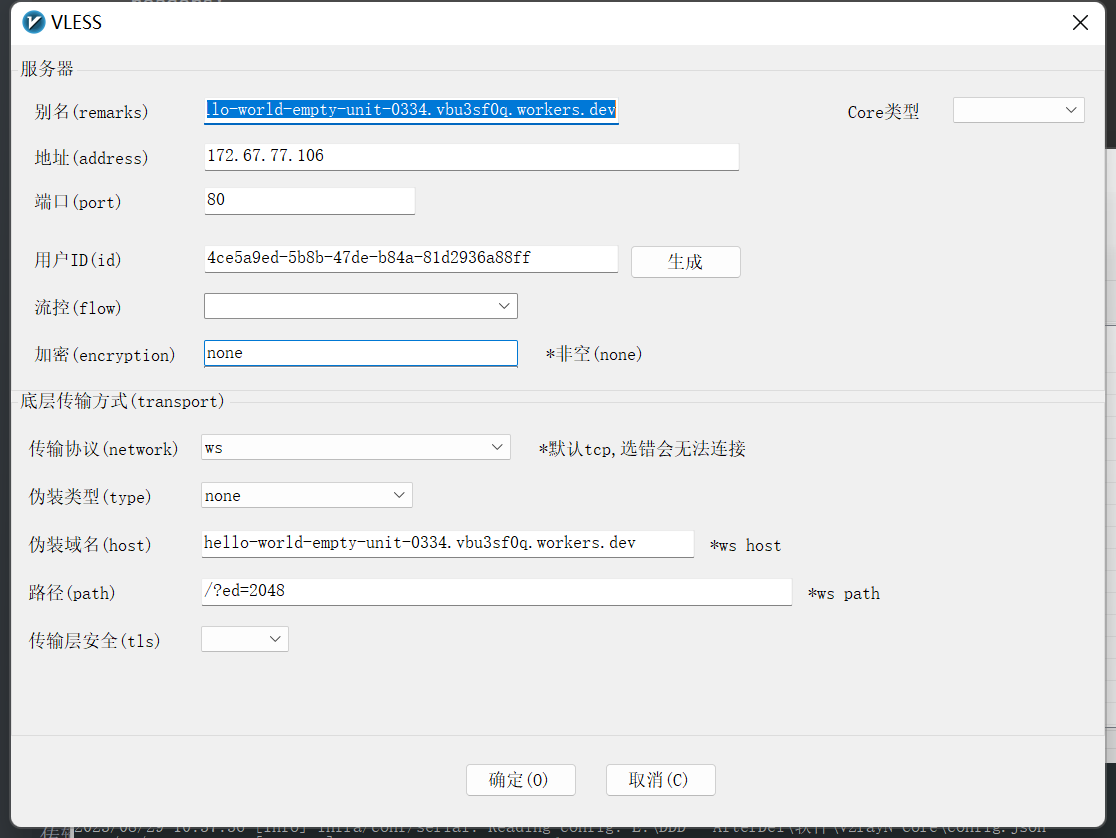 VLESS
服务器
别名(remarks)
lo-world-empty-unit-0334.vbu3sf0q.workers.dev
Core类型
地址(address)
172.67.77.106
端口(port)
80
用户ID(id)
4ce5a9ed-5b8b-47de-b84a-81d2936a88ff
生成
流控(flow)
加密(encryption)
none
*非空(none)
底层传输方式(transport)
传输协议(network)
ws
*默认tcp,选错会无法连接
伪装类型(type)
none
伪装域名(host)
hello-world-empty-unit-0334.vbu3sf0q.workers.dev
*ws host
路径(path)
/?ed=2048
*ws path
传输层安全(tls)
确定(O)
取消(C)